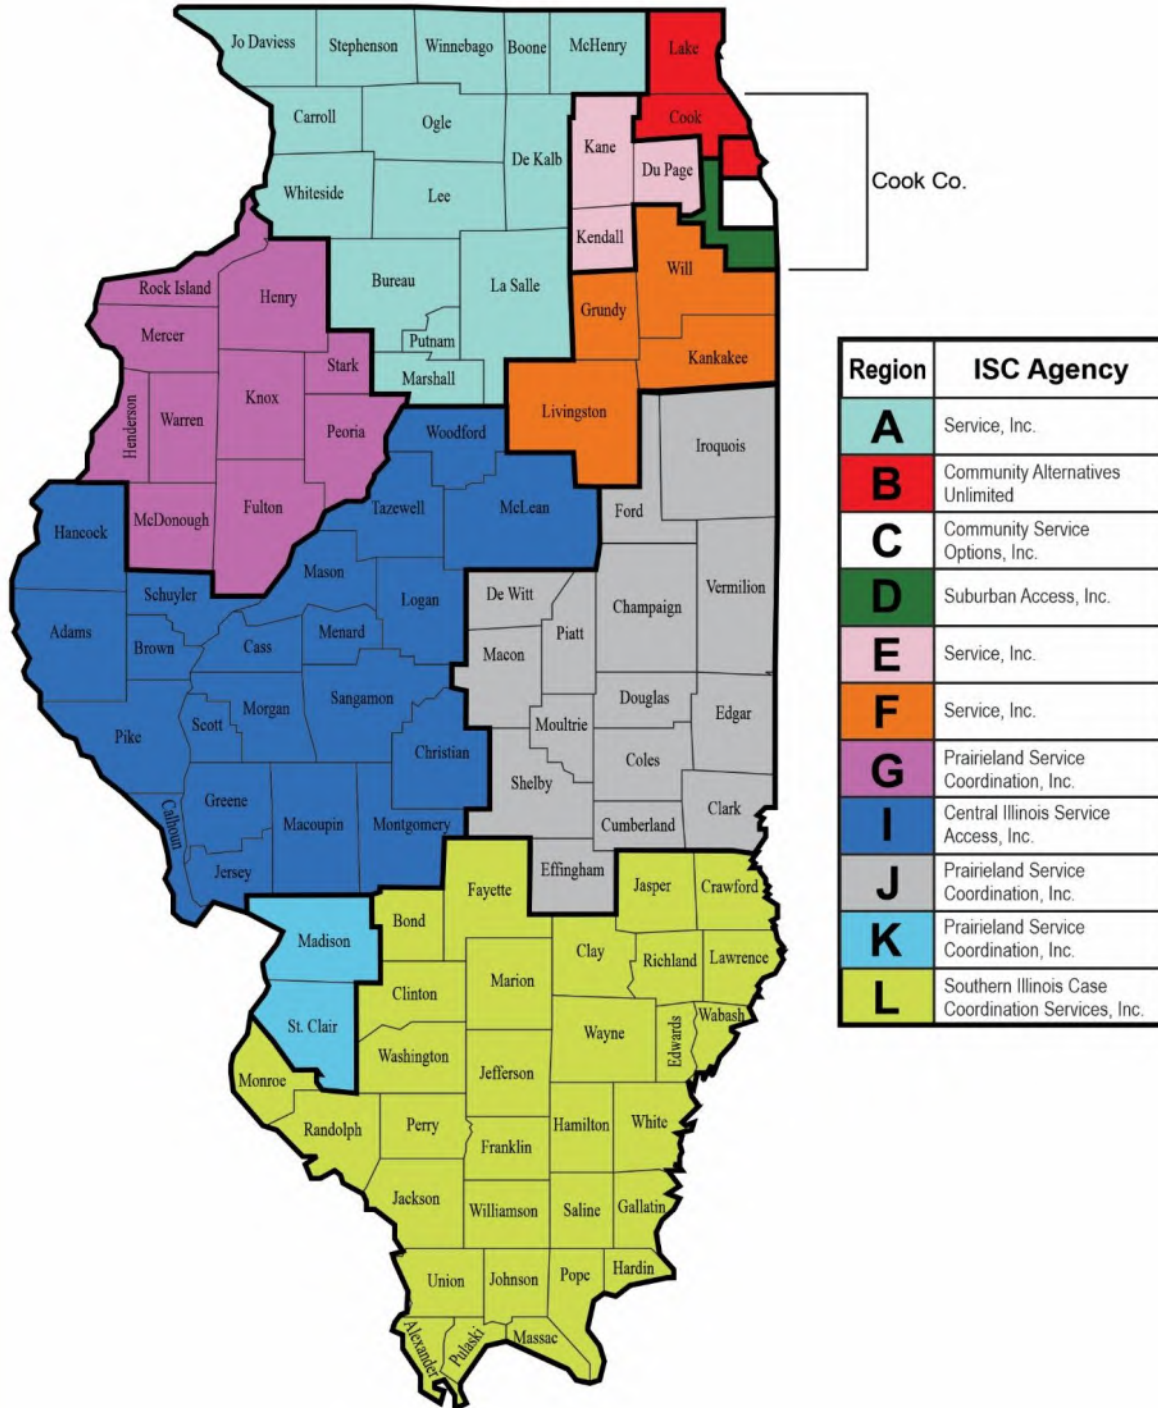 Jo Daviess
Stephenson
Winnebago
Boone
McHenry
Lake
Carroll
Ogle
De Kalb
Kane
Cook
Du Page
Cook Co.
Whiteside
Lee
Kendall
Rock Island
Henry
Bureau
La Salle
Will
Grundy
Putnam
Kankakee
Mercer
Stark
Marshall
Henderson
Warren
Knox
Peoria
Livingston
Woodford
Iroquois
McDonough
Fulton
Tazewell
McLean
Ford
Hancock
Mason
Schuyler
Logan
De Witt
Champaign
Vermilion
Adams
Brown
Cass
Menard
Macon
Piatt
Pike
Scott
Morgan
Sangamon
Christian
Moultrie
Douglas
Edgar
Shelby
Coles
Calhoun
Greene
Macoupin
Montgomery
Cumberland
Clark
Jersey
Effingham
Fayette
Jasper
Crawford
Bond
Madison
Clay
Richland
Lawrence
Clinton
Marion
St. Clair
Wayne
Edwards
Wabash
Washington
Jefferson
Monroe
Randolph
Perry
Franklin
Hamilton
White
Jackson
Williamson
Saline
Gallatin
Union
Johnson
Pope
Hardin
Alexander
Pulaski
Massac
Region ISC Agency
A Service, Inc.
B Community Alternatives
Unlimited
C Community Service
Options, Inc.
D Suburban Access, Inc.
E Service, Inc.
F Service, Inc.
G Prairieland Service
Coordination, Inc.
I Central Illinois Service
Access, Inc.
J Prairieland Service
Coordination, Inc.
K Prairieland Service
Coordination, Inc.
L Southern Illinois Case
Coordination Services, Inc.